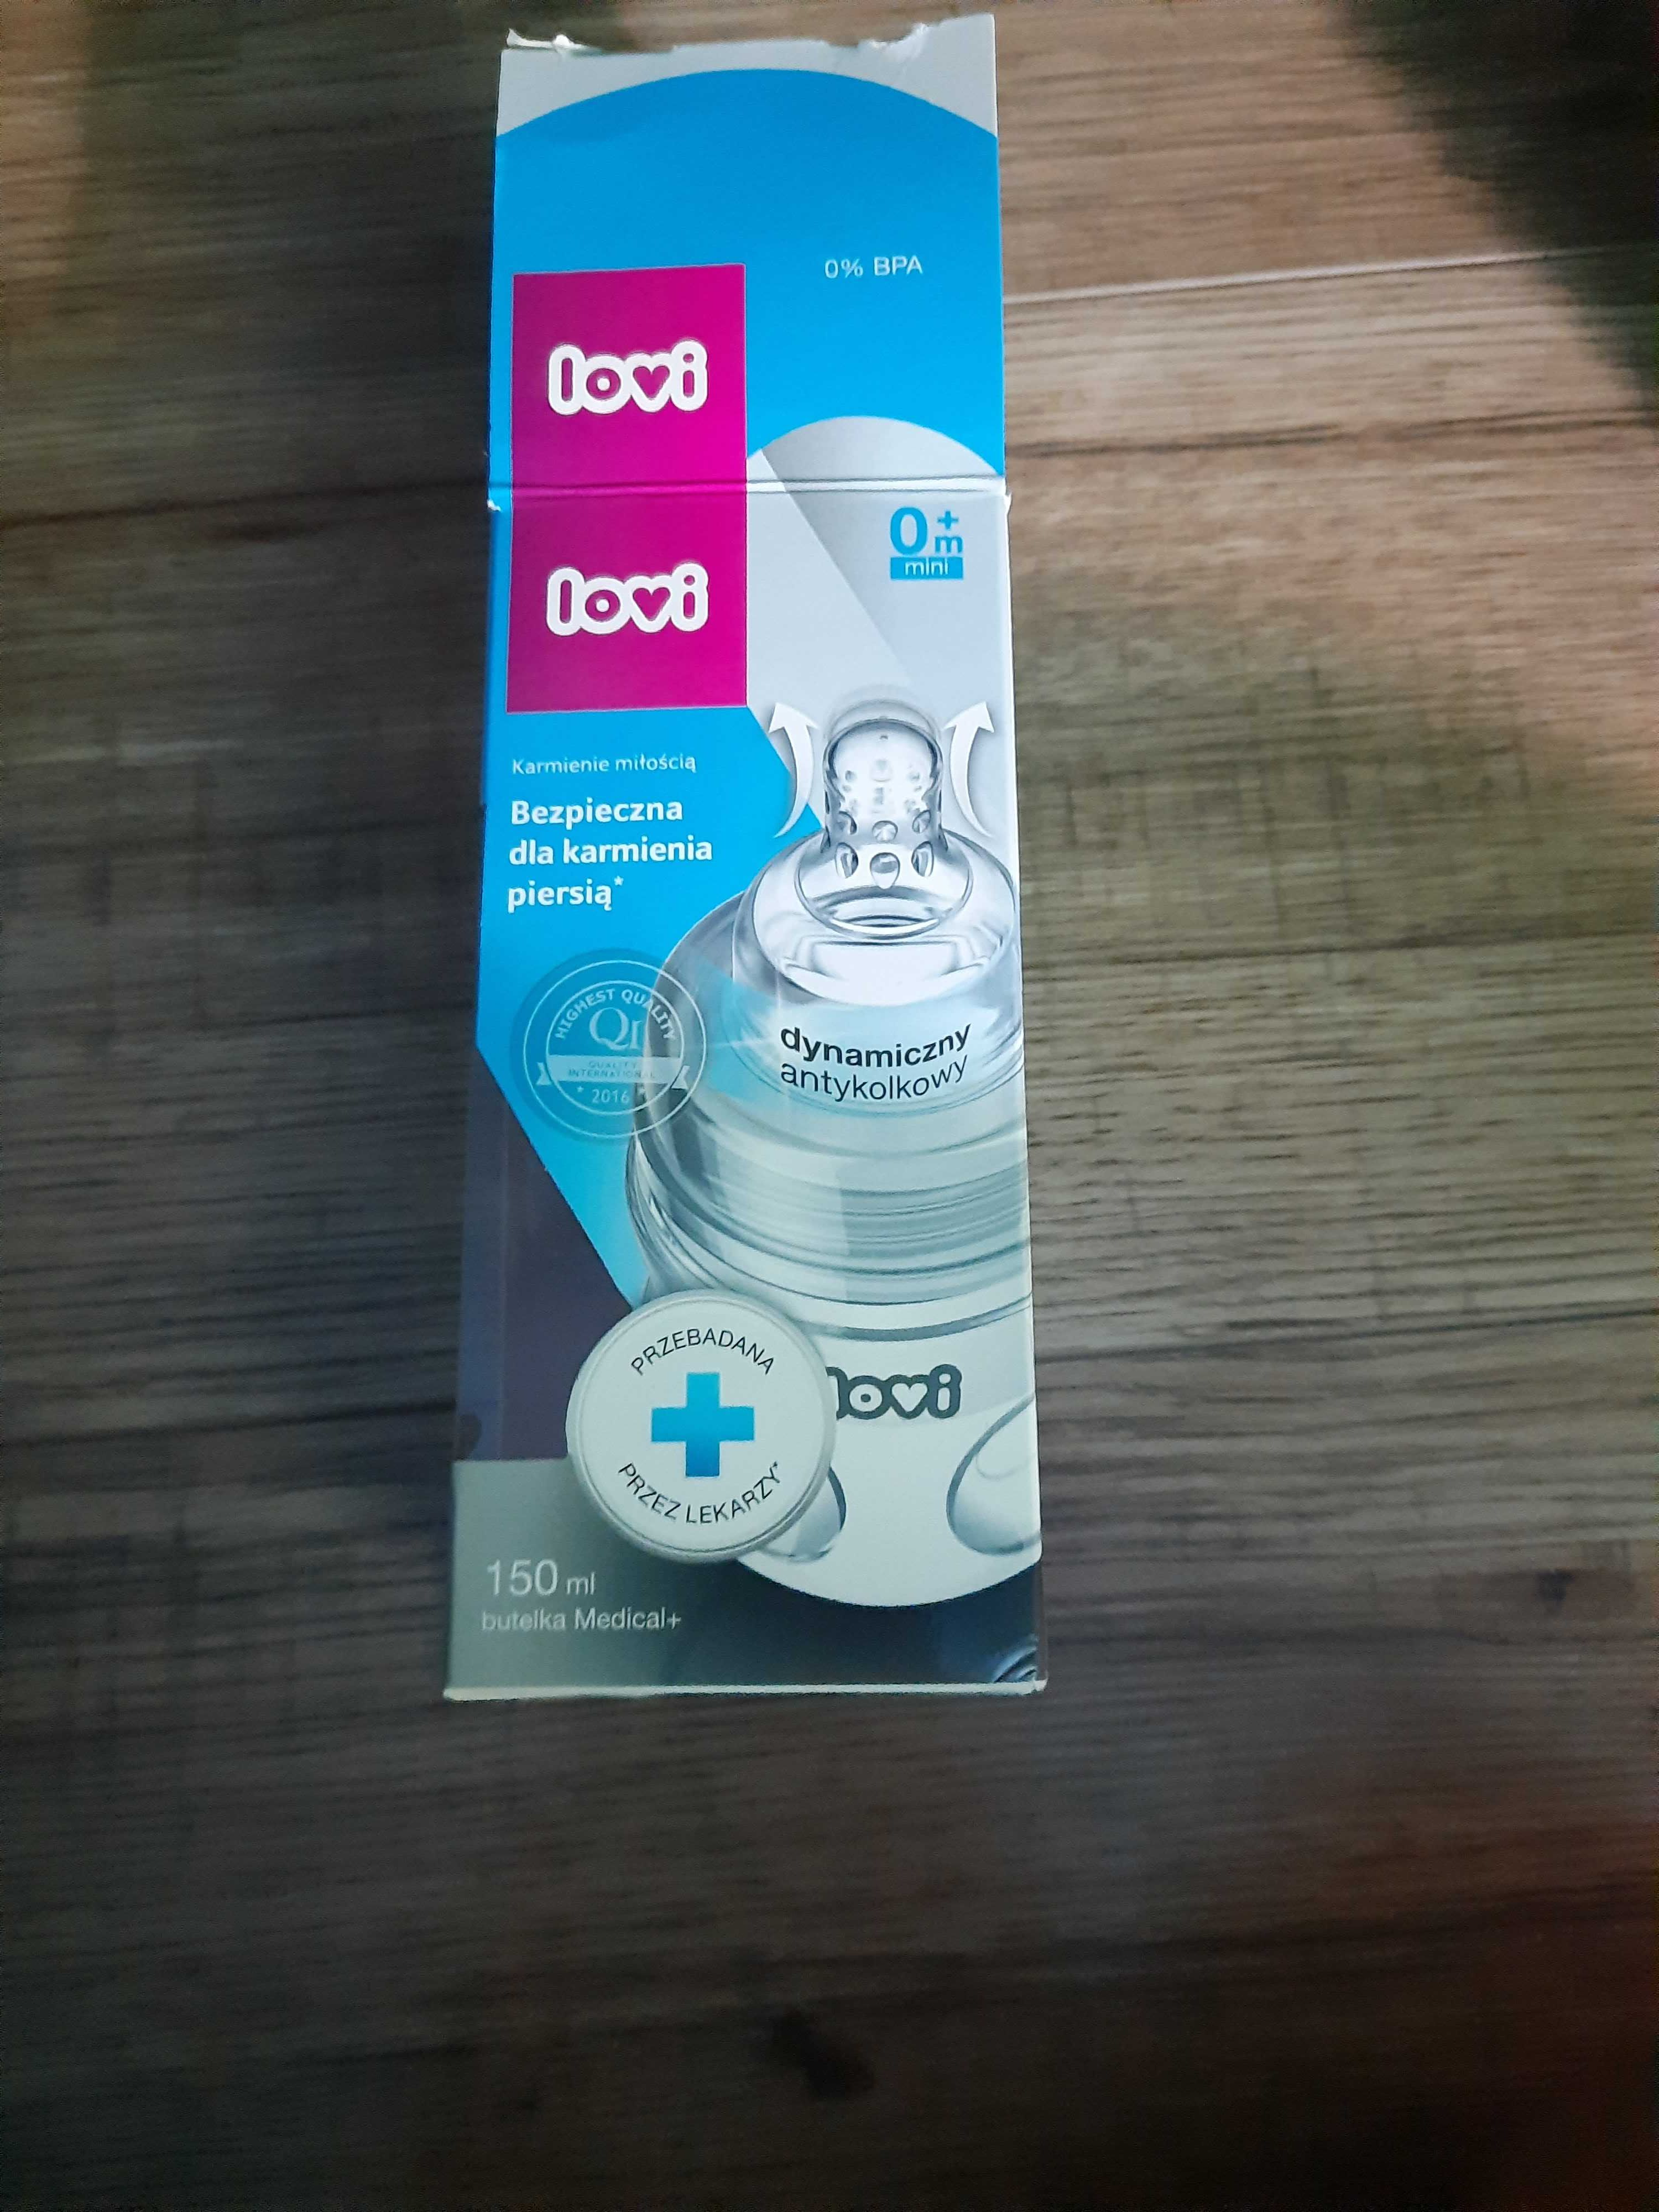 0% BPA
lovi
lovi
0+m
mini
Karmienie miłością
Bezpieczna
dla karmienia
piersią*
HIGHEST QUALITY
QI
QUALITY
INTERNATIONAL
* 2016 *
dynamiczny
antykolkowy
PRZEBADANA
PRZEZ LEKARZY*
lovi
150 ml
butelka Medical+